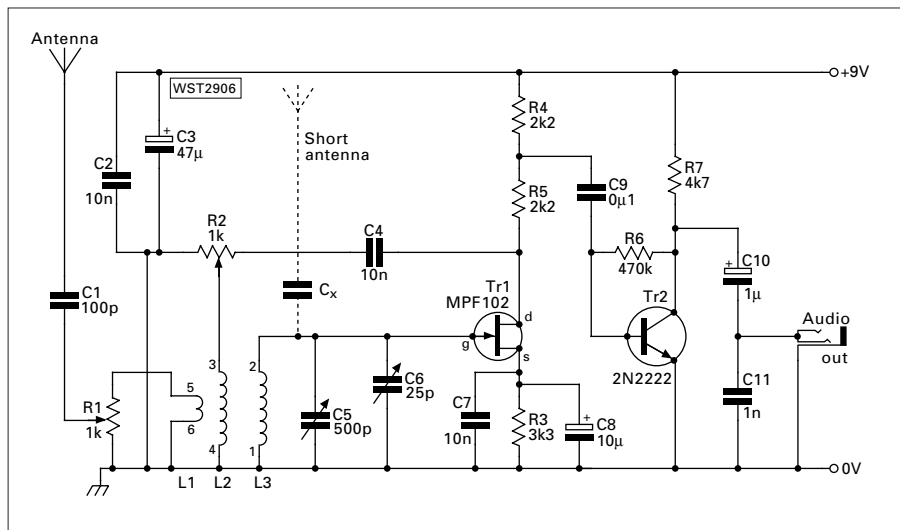 Antenna
WST2906
+9V
R4
2k2
Short
antenna
C3
47µ
C2
10n
R7
4k7
R5
2k2
C9
0µ1
R2
1k
C4
10n
R6
470k
C10
1µ
Tr1
MPF102
Cx
C1
100p
Tr2
d
g
s
Audio
out
3
2
2N2222
5
C6
25p
R1
1k
6
C5
500p
C7
10n
R3
3k3
C8
10µ
C11
1n
4
1
0V
L1
L2
L3